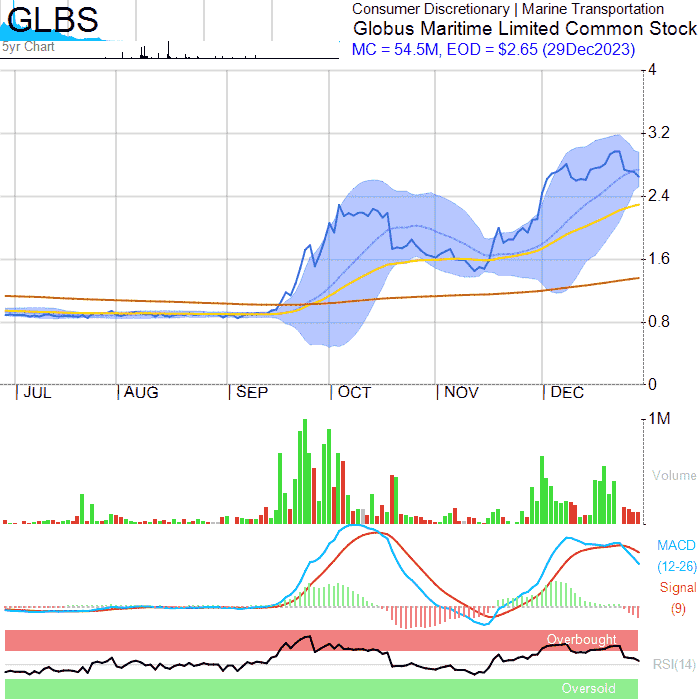 GLBS
Consumer Discretionary | Marine Transportation
Globus Maritime Limited Common Stock
MC = 54.5M, EOD = $2.65 (29Dec2023)
5yr Chart
4
3.2
2.4
1.6
0.8
0
| JUL | AUG | SEP | OCT | NOV | DEC
1M
Volume
MACD
(12-26)
Signal
(9)
Overbought
RSI(14)
Oversold